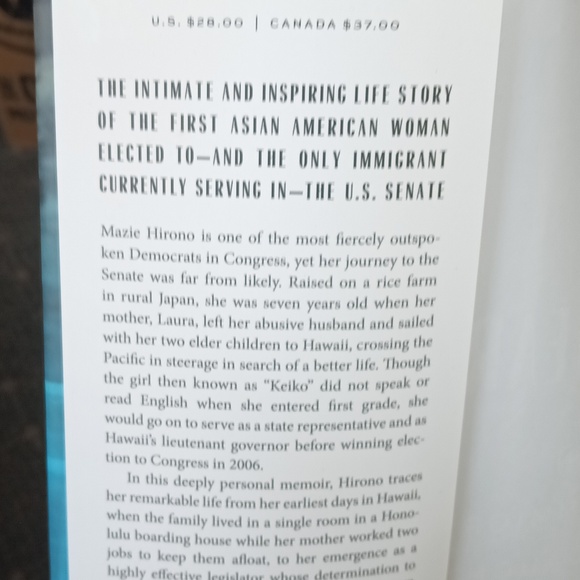 U.S. $28.00 | CANADA $37.00
THE INTIMATE AND INSPIRING LIFE STORY
OF THE FIRST ASIAN AMERICAN WOMAN
ELECTED TO—AND THE ONLY IMMIGRANT
CURRENTLY SERVING IN—THE U.S. SENATE
Mazie Hirono is one of the most fiercely outspo-
ken Democrats in Congress, yet her journey to the
Senate was far from likely. Raised on a rice farm
in rural Japan, she was seven years old when her
mother, Laura, left her abusive husband and sailed
with her two elder children to Hawaii, crossing the
Pacific in steerage in search of a better life. Though
the girl then known as “Keiko” did not speak or
read English when she entered first grade, she
would go on to serve as a state representative and as
Hawaii’s lieutenant governor before winning elec-
tion to Congress in 2006.
In this deeply personal memoir, Hirono traces
her remarkable life from her earliest days in Hawaii,
when the family lived in a single room in a Hono-
lulu boarding house while her mother worked two
jobs to keep them afloat, to her emergence as a
highly effective legislator whose determination to